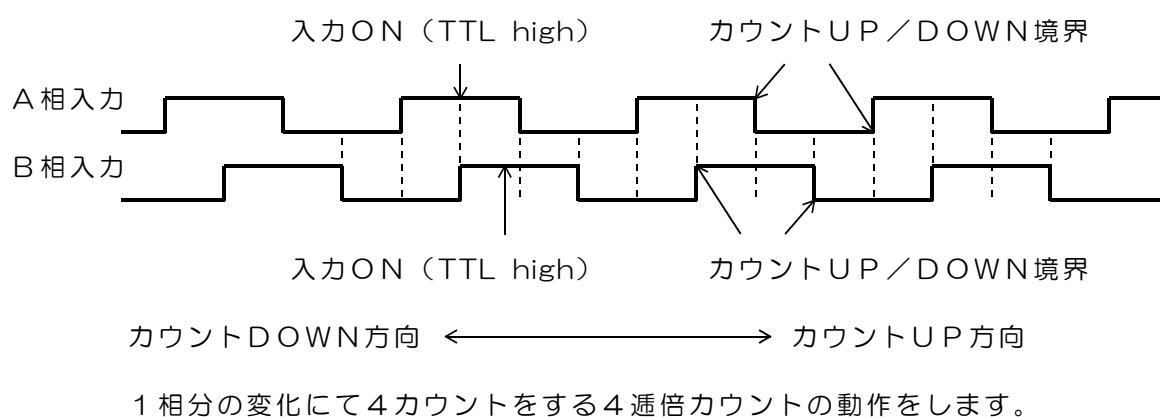 入力ON（TTL high）
カウントUP／DOWN境界
A相入力
B相入力
入力ON（TTL high）
カウントUP／DOWN境界
カウントDOWN方向
カウントUP方向
1相分の変化にて4カウントをする4逓倍カウントの動作をします。